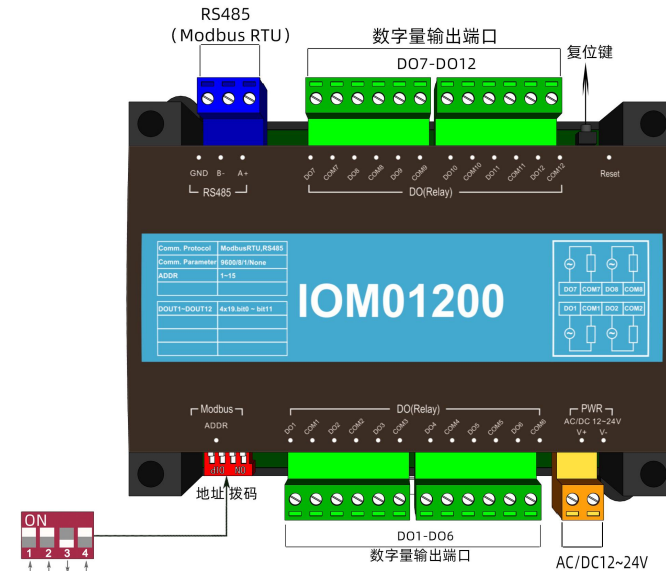 RS485
（Modbus RTU）
数字量输出端口
DO7-DO12
复位键
GND B- A+
RS485
DO7 COM7 DO8 COM8 DO9 COM9 DO10 COM10 DO11 COM11 DO12 COM12
DO(Relay)
Reset
Comm. Protocol ModbusRTU,RS485
Comm. Parameter 9600/8/1/None
ADDR 1~15
DOUT1~DOUT12 4x19.bit0 ~ bit11
IOM01200
DO7 COM7 DO8 COM8
DO1 COM1 DO2 COM2
Modbus
ADDR
DO(Relay)
DO1 COM1 DO2 COM2 DO3 COM3 DO4 COM4 DO5 COM5 DO6 COM6
PWR
AC/DC 12~24V
V+ V-
地址拨码
ON DIP
DO1-DO6
数字量输出端口
AC/DC12~24V
ON
1 2 3 4